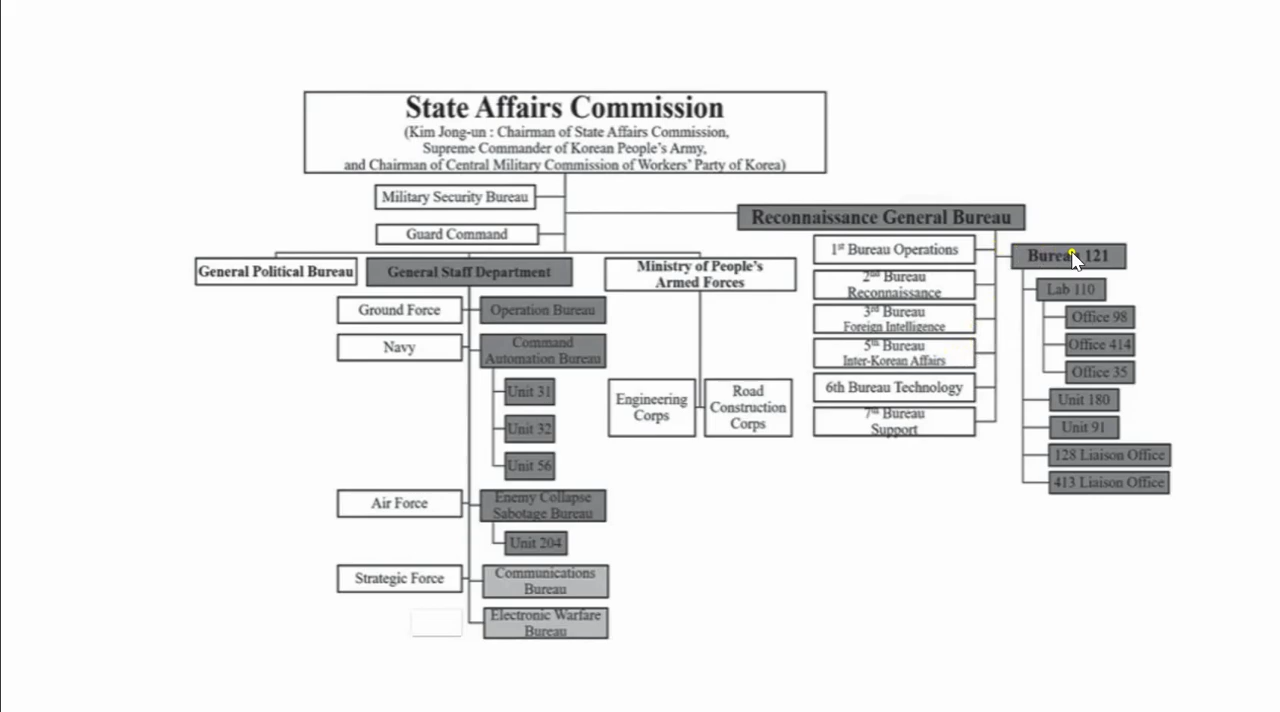 State Affairs Commission
(Kim Jong-un : Chairman of State Affairs Commission,
Supreme Commander of Korean People's Army,
and Chairman of Central Military Commission of Workers' Party of Korea)
Military Security Bureau
Guard Command
Reconnaissance General Bureau
General Political Bureau
General Staff Department
Ministry of People's
Armed Forces
Ground Force
Operation Bureau
Navy
Command
Automation Bureau
Unit 31
Unit 32
Unit 56
Air Force
Enemy Collapse
Sabotage Bureau
Unit 204
Strategic Force
Communications
Bureau
Electronic Warfare
Bureau
Engineering
Corps
Road
Construction
Corps
1st Bureau Operations
2nd Bureau
Reconnaissance
3rd Bureau
Foreign Intelligence
5th Bureau
Inter-Korean Affairs
6th Bureau Technology
7th Bureau
Support
Bureau 121
Lab 110
Office 98
Office 414
Office 35
Unit 180
Unit 91
128 Liaison Office
413 Liaison Office